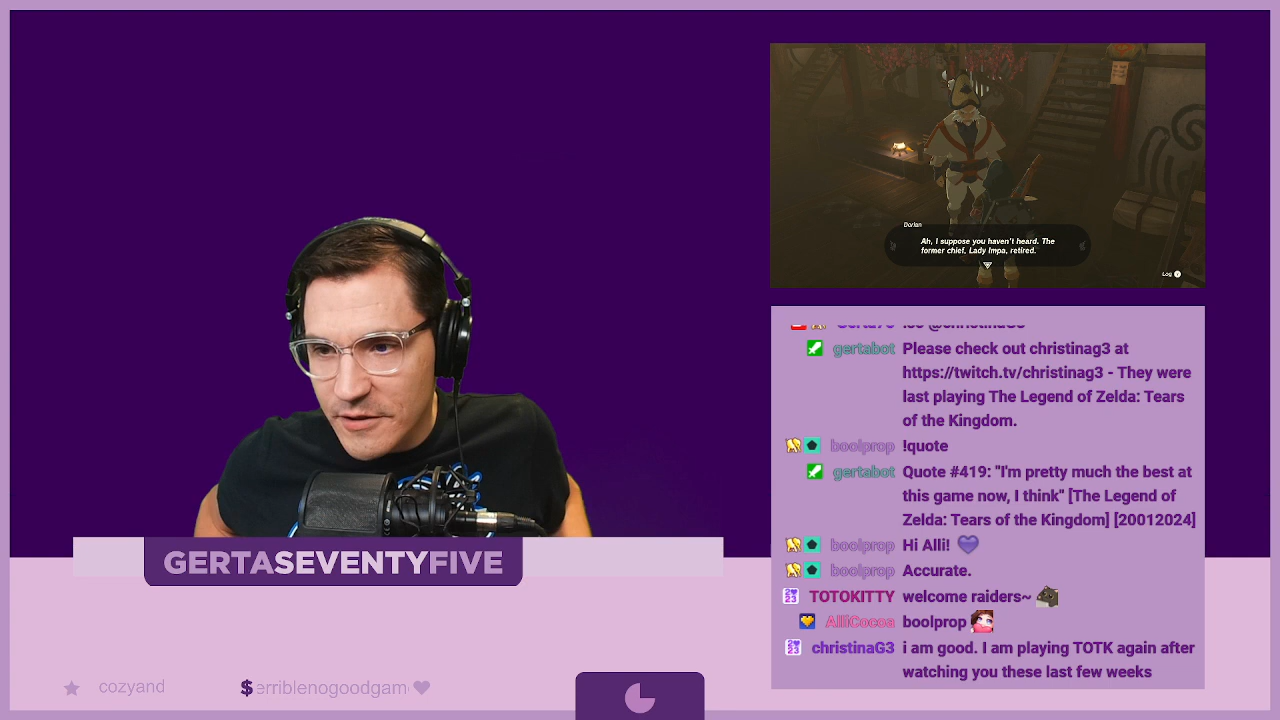 Dorian
Ah, I suppose you haven't heard. The
former chief, Lady Impa, retired.
Log
gertabot Please check out christinag3 at
https://twitch.tv/christinag3 - They were
last playing The Legend of Zelda: Tears
of the Kingdom.
boolprop !quote
gertabot Quote #419: "I'm pretty much the best at
this game now, I think" [The Legend of
Zelda: Tears of the Kingdom] [20012024]
boolprop Hi Alli!
boolprop Accurate.
TOTOKITTY welcome raiders~
AlliCocoa boolprop
christinaG3 i am good. I am playing TOTK again after
watching you these last few weeks
GERTASEVENTYFIVE
cozyand
$ erriblenogoodgam